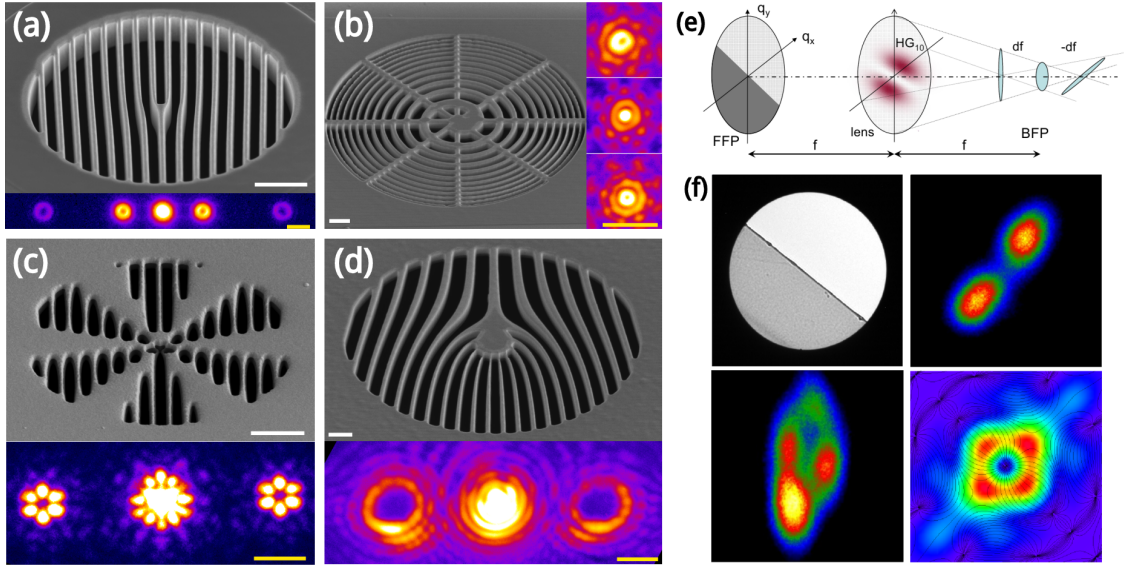 (a)
(b)
(e)
q_y
q_x
HG_10
df
-df
lens
FFP
BFP
f
f
(f)
(c)
(d)